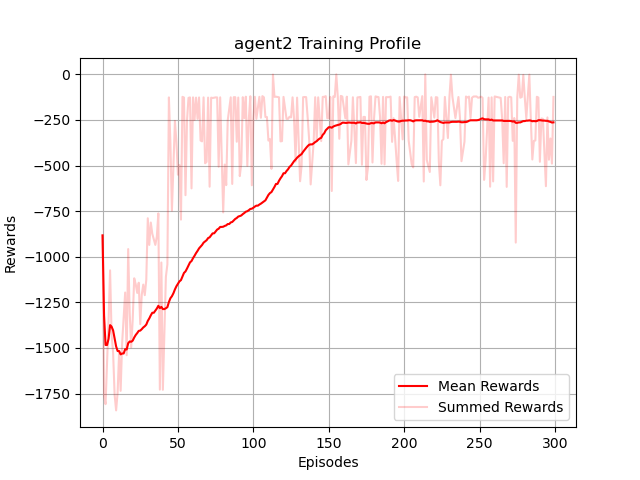 agent2 Training Profile
0
−250
−500
−750
−1000
−1250
−1500
−1750
Rewards
Mean Rewards
Summed Rewards
0 50 100 150 200 250 300
Episodes